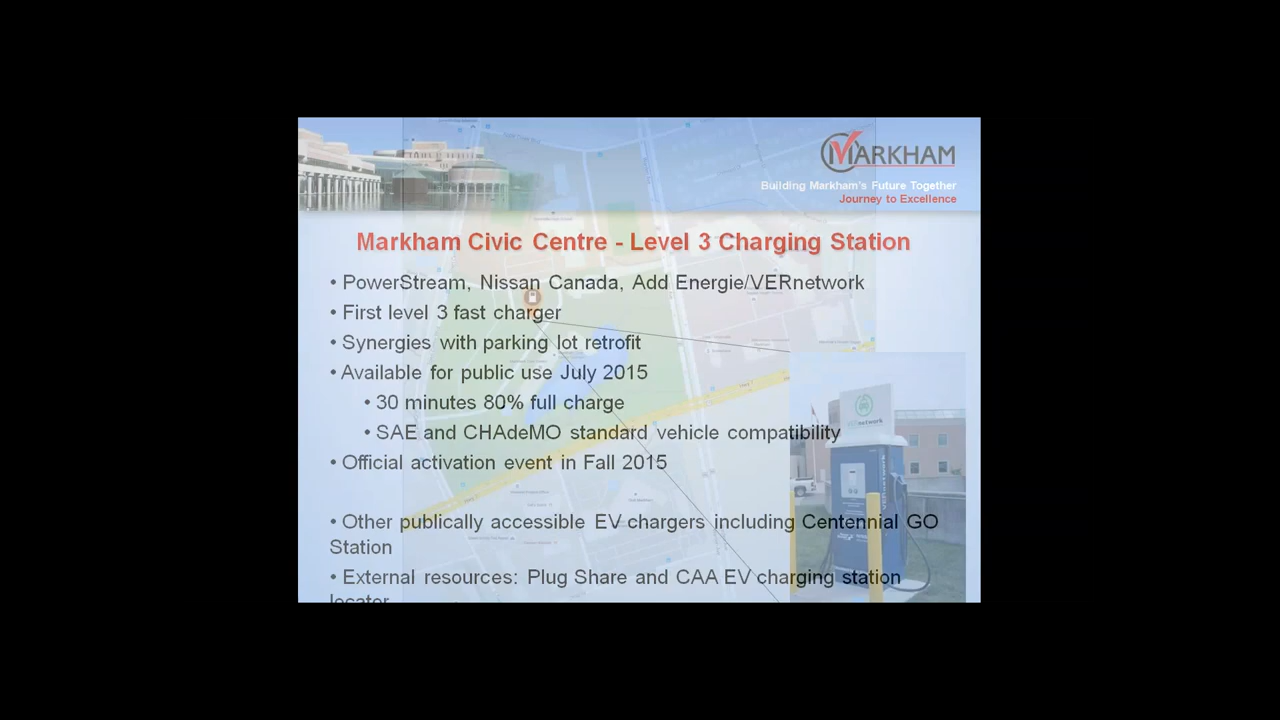 MARKHAM
Building Markham's Future Together
Journey to Excellence
Markham Civic Centre - Level 3 Charging Station
• PowerStream, Nissan Canada, Add Energie/VERnetwork
• First level 3 fast charger
• Synergies with parking lot retrofit
• Available for public use July 2015
• 30 minutes 80% full charge
• SAE and CHAdeMO standard vehicle compatibility
• Official activation event in Fall 2015
• Other publically accessible EV chargers including Centennial GO
Station
• External resources: Plug Share and CAA EV charging station
locater